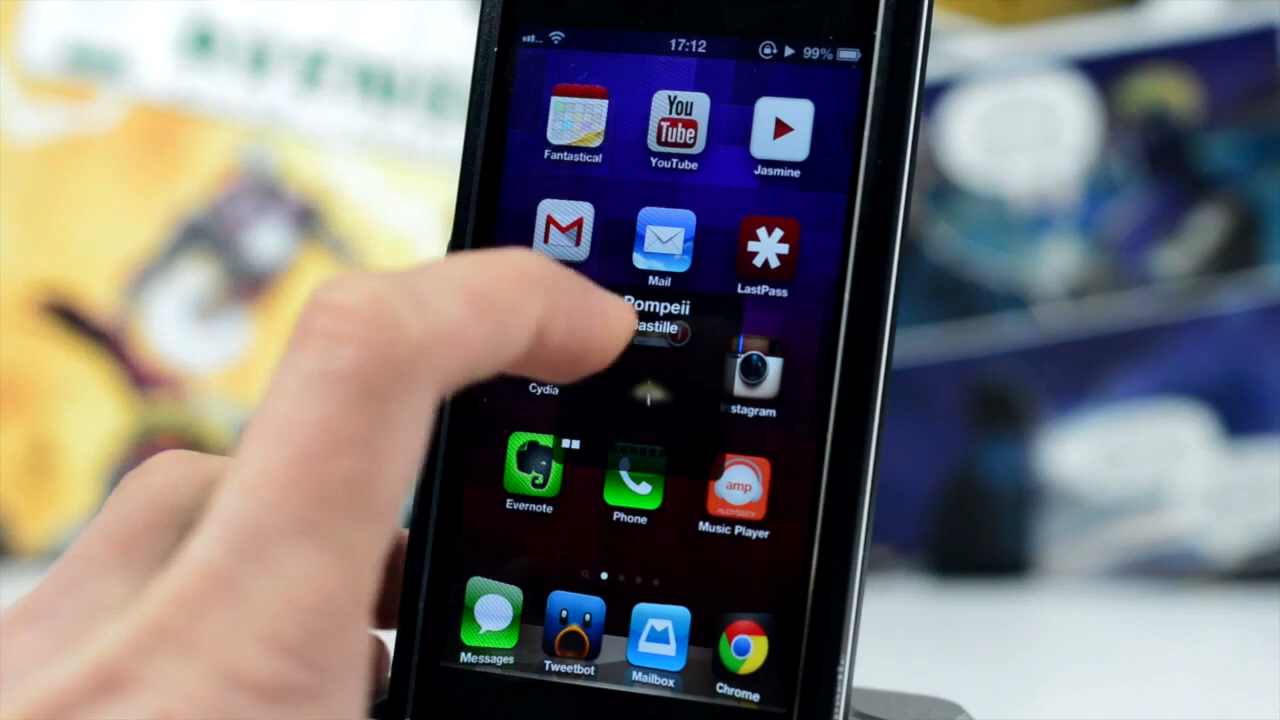 17:12
99%
Fantastical
You
Tube
YouTube
Jasmine
Mail
LastPass
Pompeii
Bastille
Cydia
Instagram
Evernote
Phone
amp
Music Player
Messages
Tweetbot
Mailbox
Chrome